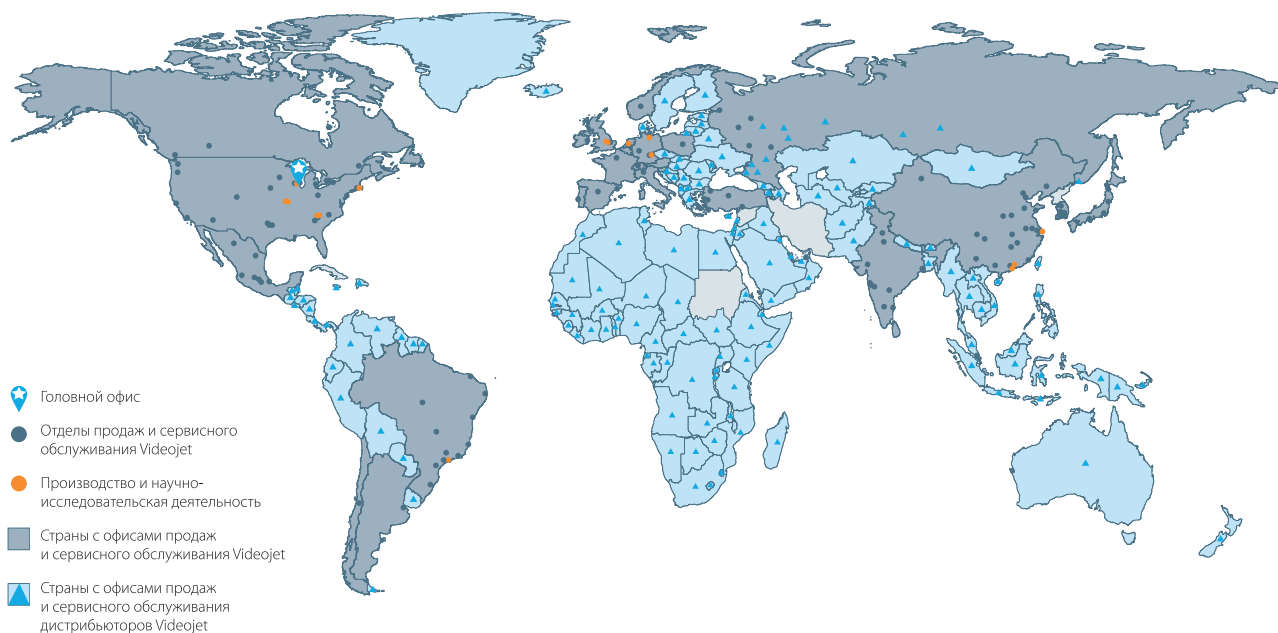 Головной офис
Отделы продаж и сервисного
обслуживания Videojet
Производство и научно-
исследовательская деятельность
Страны с офисами продаж
и сервисного обслуживания Videojet
Страны с офисами продаж
и сервисного обслуживания
дистрибьюторов Videojet